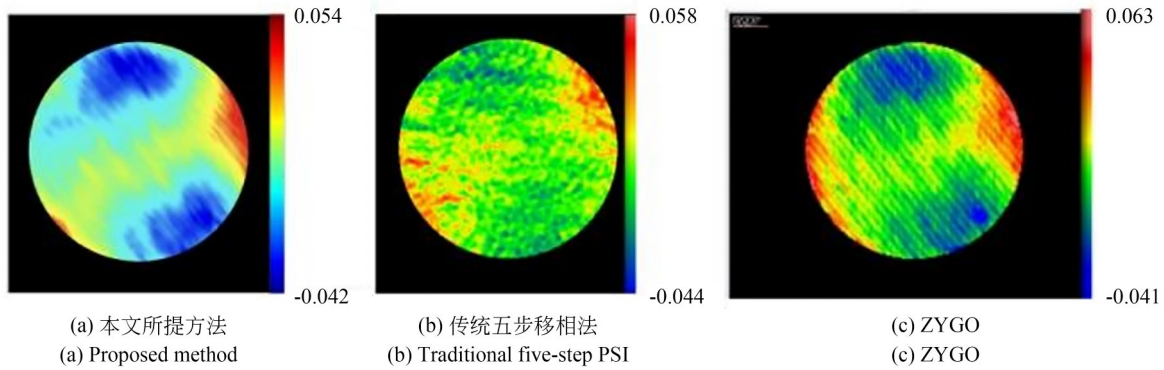 0.054
0.058
0.063
-0.042
-0.044
-0.041
(a) 本文所提方法
(b) 传统五步移相法
(c) ZYGO
(a) Proposed method
(b) Traditional five-step PSI
(c) ZYGO